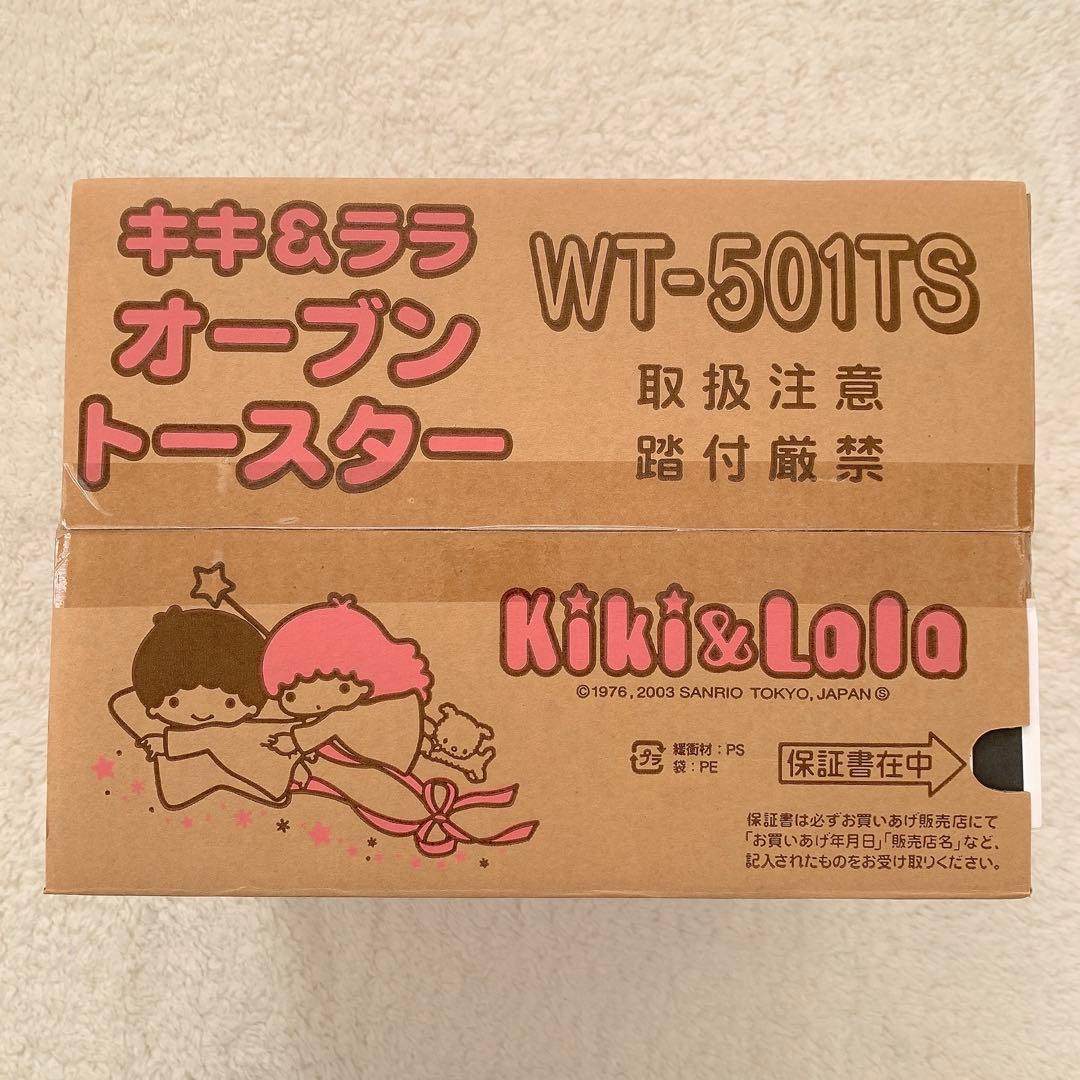 キキ&ララ
オーブン
トースター
WT-501TS
取扱注意
踏付厳禁
Kiki&Lala
©1976, 2003 SANRIO TOKYO, JAPAN Ⓢ
プラ
緩衝材：PS
袋：PE
保証書在中
保証書は必ずお買いあげ販売店にて
「お買いあげ年月日」「販売店名」など、
記入されたものをお受け取りください。